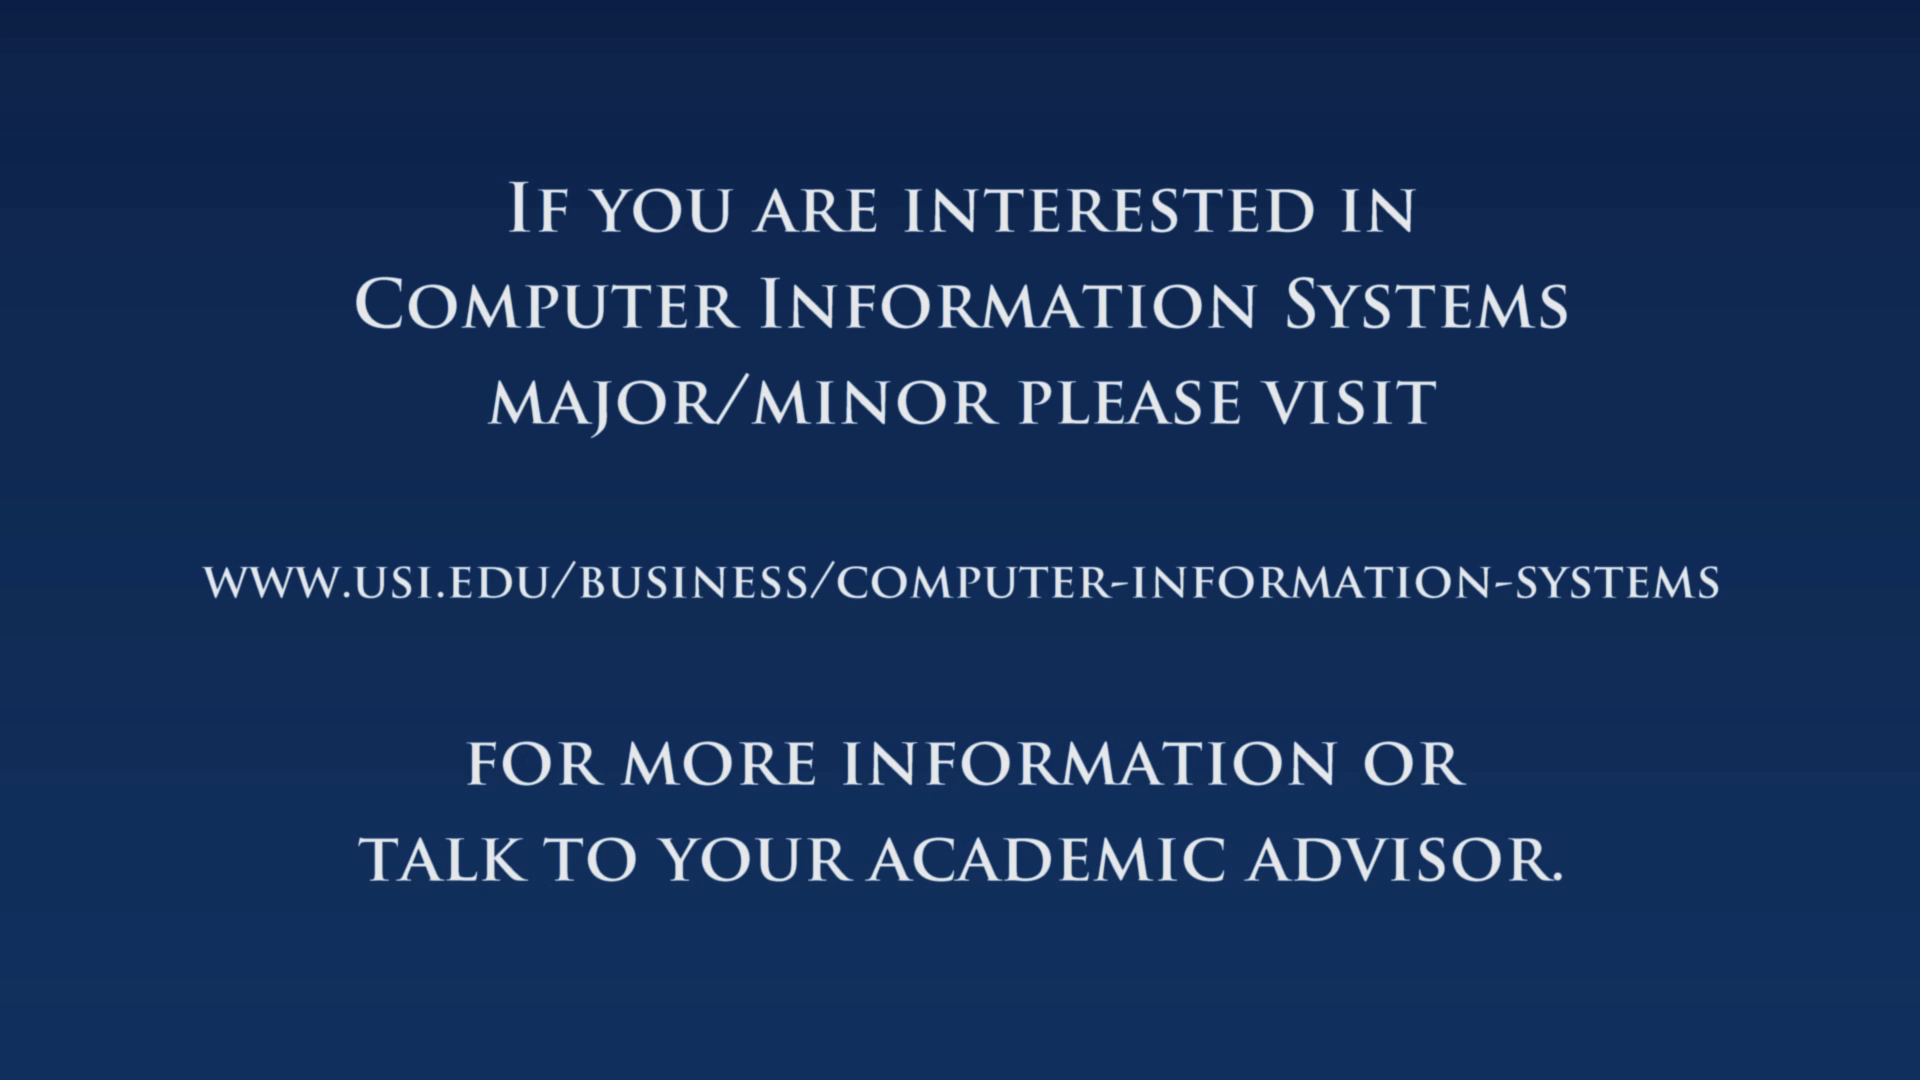 If you are interested in
Computer Information Systems
major/minor please visit
www.usi.edu/business/computer-information-systems
for more information or
talk to your academic advisor.